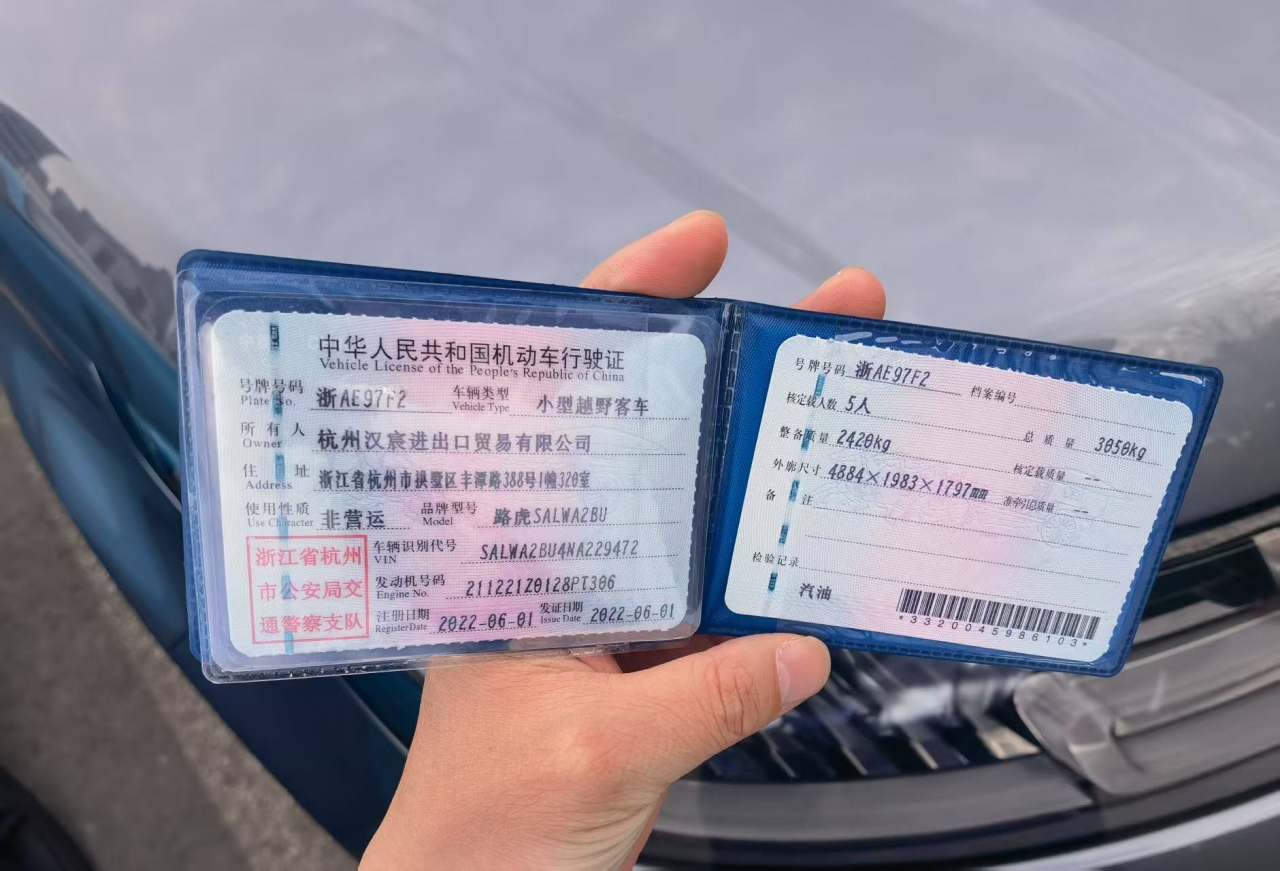 中华人民共和国机动车行驶证
Vehicle License of the People's Republic of China
号牌号码 浙AE97F2 车辆类型 小型越野客车
Plate No. Vehicle Type
所有人 杭州汉宸进出口贸易有限公司
Owner
住址 浙江省杭州市拱墅区丰潭路388号1幢320室
Address
使用性质 非营运 品牌型号 路虎SALWA2BU
Use Character Model
浙江省杭州
市公安局交
通警察支队
车辆识别代号 SALWA2BU4NA229472
VIN
发动机号码 211221Z0128PT306
Engine No.
注册日期 2022-06-01 发证日期 2022-06-01
Register Date Issue Date
号牌号码 浙AE97F2 档案编号
核定载人数 5人 总质量 3050kg
整备质量 2420kg 核定载质量 --
外廓尺寸 4884×1983×1797mm 准牵引总质量 --
备注
检验记录
汽油
*3320045986103*